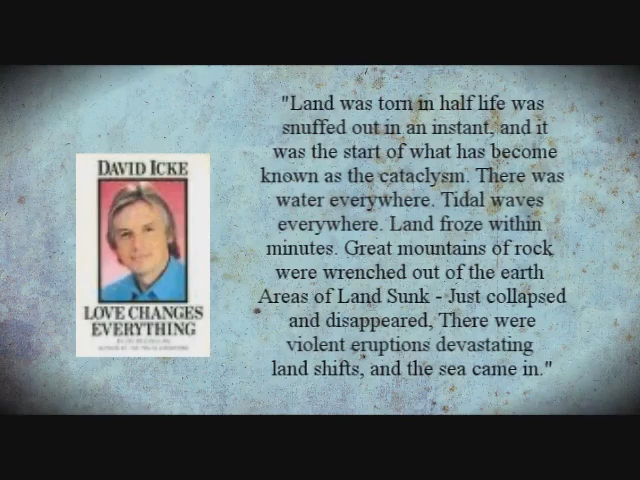 DAVID ICKE
LOVE CHANGES
EVERYTHING
"Land was torn in half life was
snuffed out in an instant, and it
was the start of what has become
known as the cataclysm. There was
water everywhere. Tidal waves
everywhere. Land froze within
minutes. Great mountains of rock
were wrenched out of the earth
Areas of Land Sunk - Just collapsed
and disappeared, There were
violent eruptions devastating
land shifts, and the sea came in."